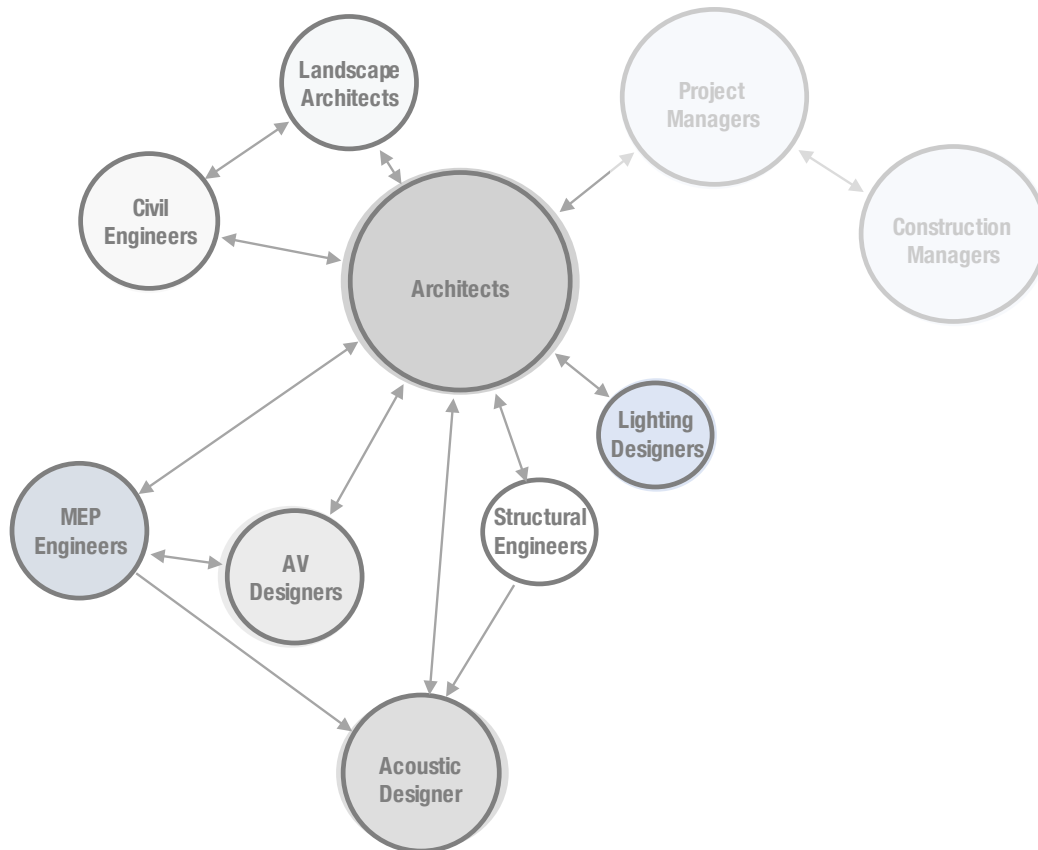 Landscape
Architects
Project
Managers
Civil
Engineers
Construction
Managers
Architects
Lighting
Designers
MEP
Engineers
Structural
Engineers
AV
Designers
Acoustic
Designer